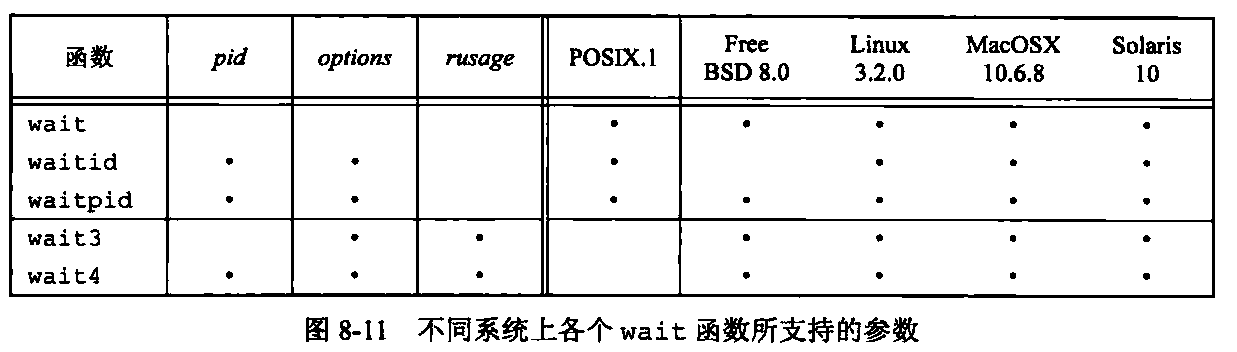 函数 pid options rusage POSIX.1 Free BSD 8.0 Linux 3.2.0 MacOSX 10.6.8 Solaris 10
wait • • • • •
waitid • • • • • •
waitpid • • • • • • •
wait3 • • • • • •
wait4 • • • • • • •
图 8-11 不同系统上各个 wait 函数所支持的参数